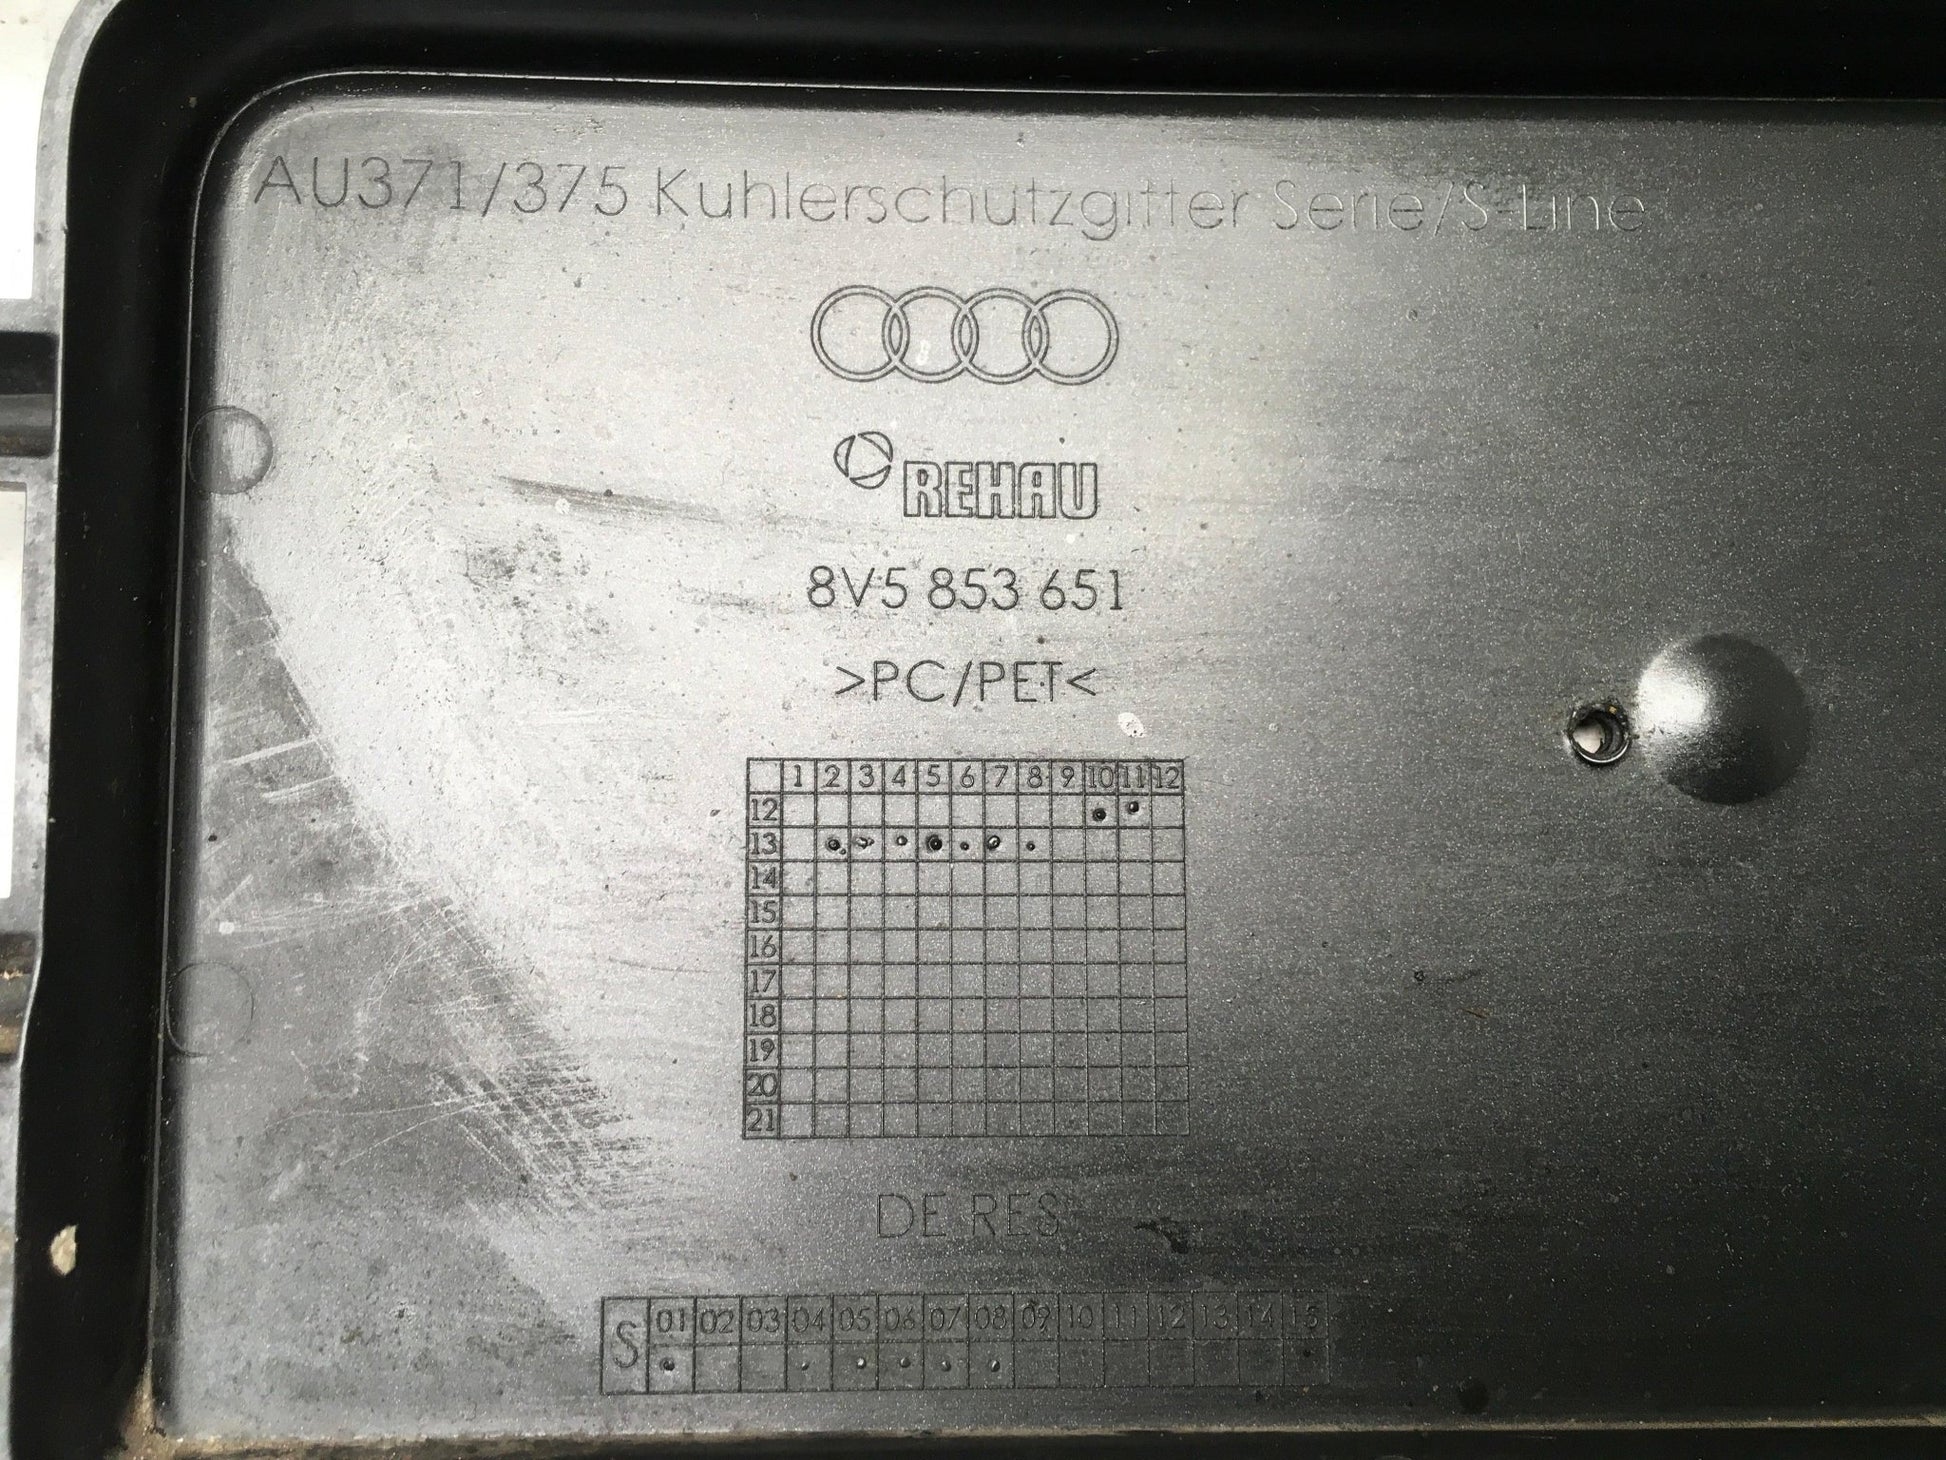 AU371/375 Kuhlerschutzgitter Serie/S-Line
REHAU
8V5 853 651
>PC/PET<
1 2 3 4 5 6 7 8 9 10 11 12
12
13
14
15
16
17
18
19
20
21
DE RES
S 01 02 03 04 05 06 07 08 09 10 11 12 13 14 15